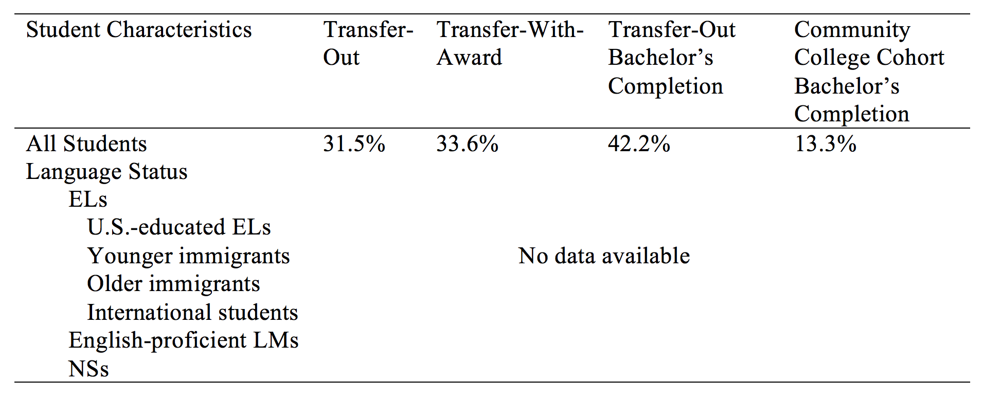 Student Characteristics Transfer- Transfer-With- Transfer-Out Community
Out Award Bachelor’s College Cohort
Completion Bachelor’s
Completion
All Students 31.5% 33.6% 42.2% 13.3%
Language Status
ELs
U.S.-educated ELs
Younger immigrants No data available
Older immigrants
International students
English-proficient LMs
NSs